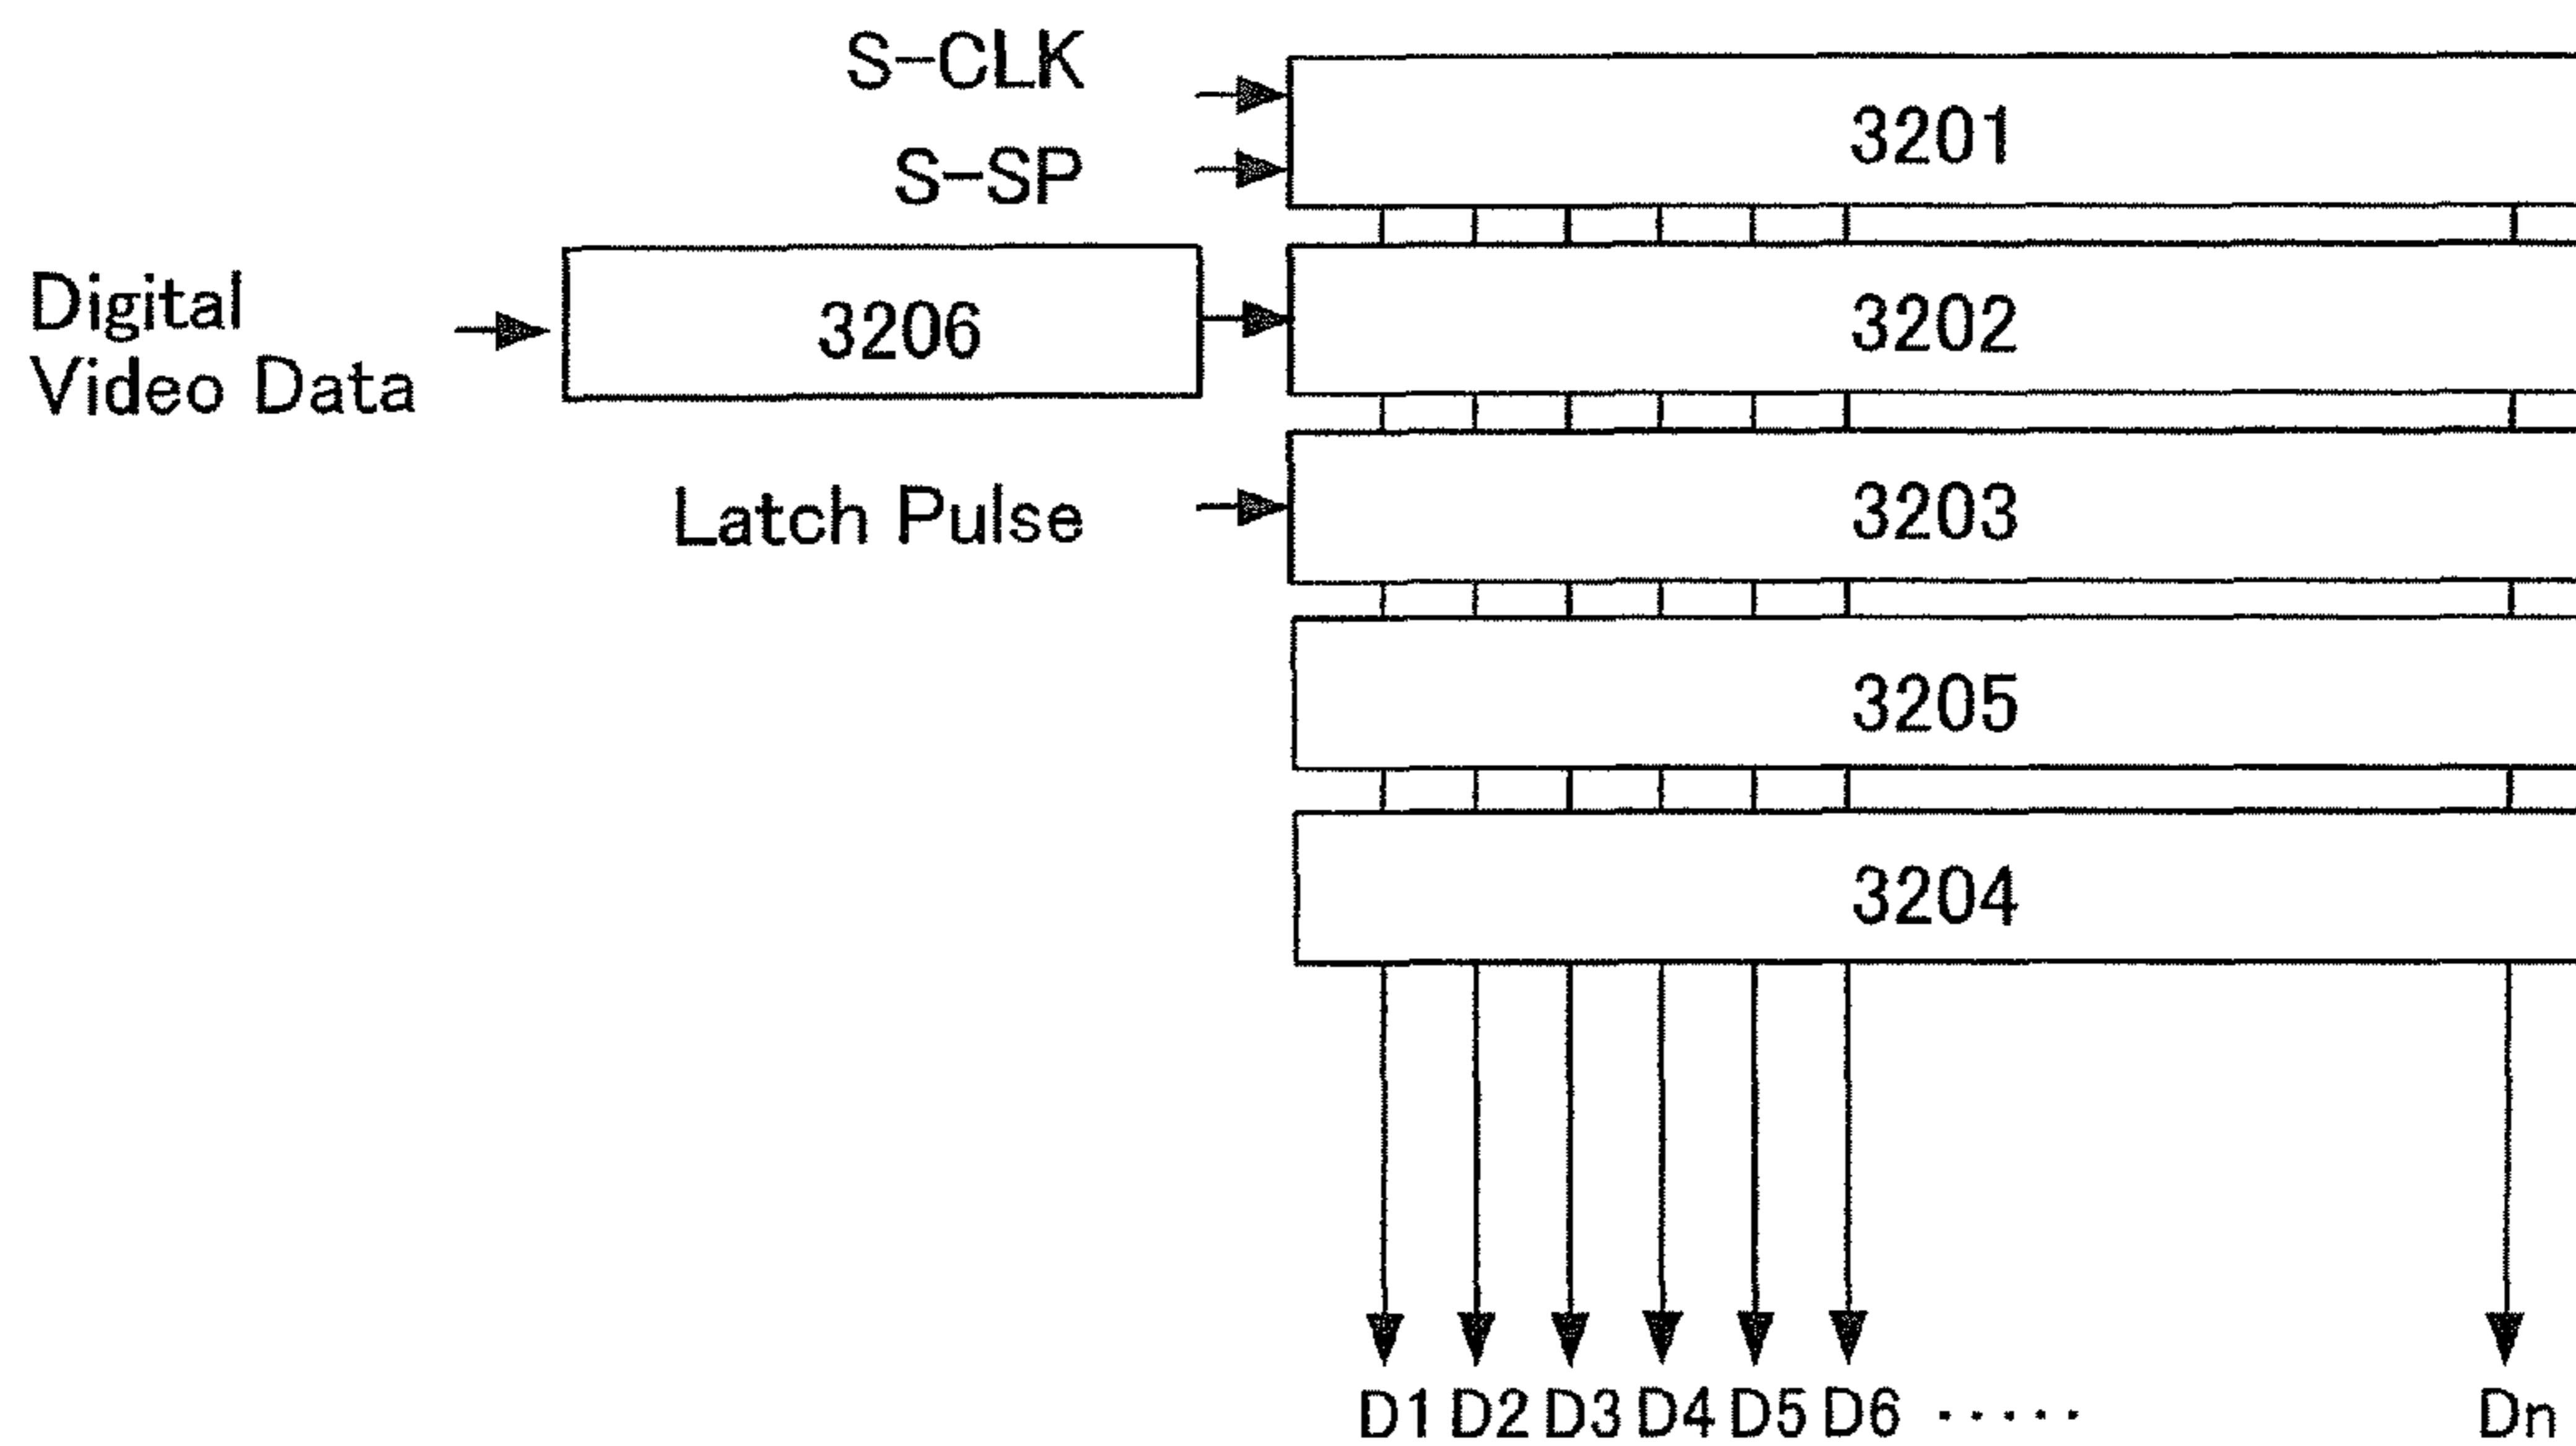 S-CLK
3201
S-SP
Digital
Video Data
3206
3202
Latch Pulse
3203
3205
3204
D1 D2 D3 D4 D5 D6 ····· Dn